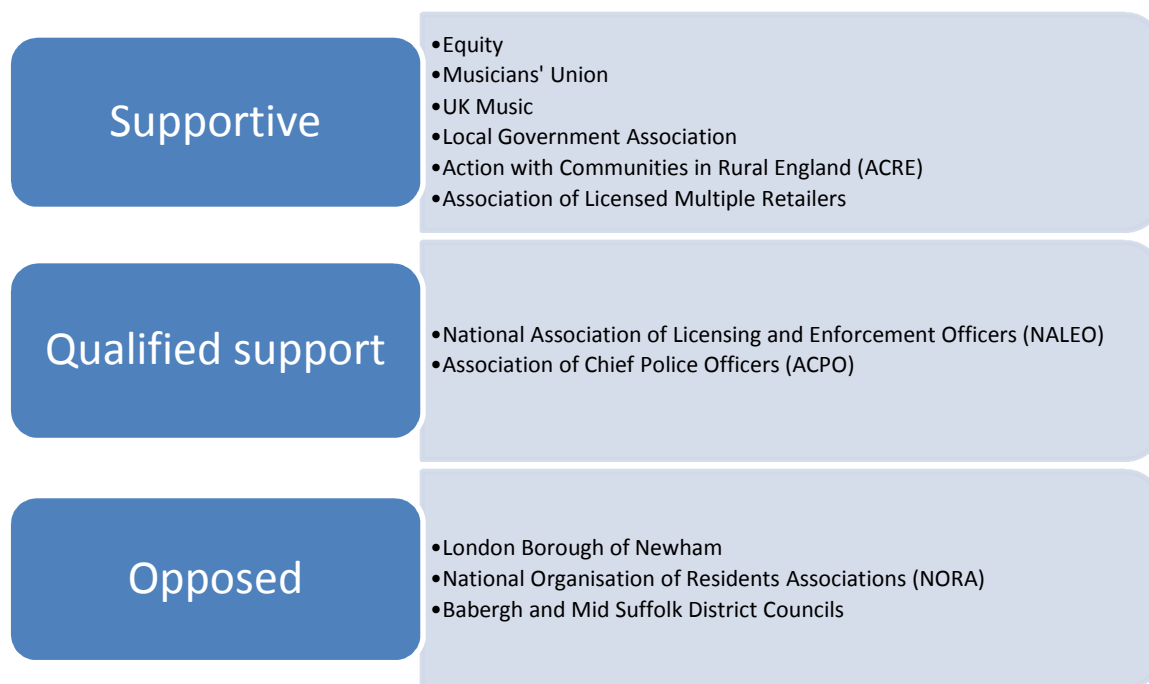 Supportive
•Equity
•Musicians' Union
•UK Music
•Local Government Association
•Action with Communities in Rural England (ACRE)
•Association of Licensed Multiple Retailers
Qualified support
•National Association of Licensing and Enforcement Officers (NALEO)
•Association of Chief Police Officers (ACPO)
Opposed
•London Borough of Newham
•National Organisation of Residents Associations (NORA)
•Babergh and Mid Suffolk District Councils